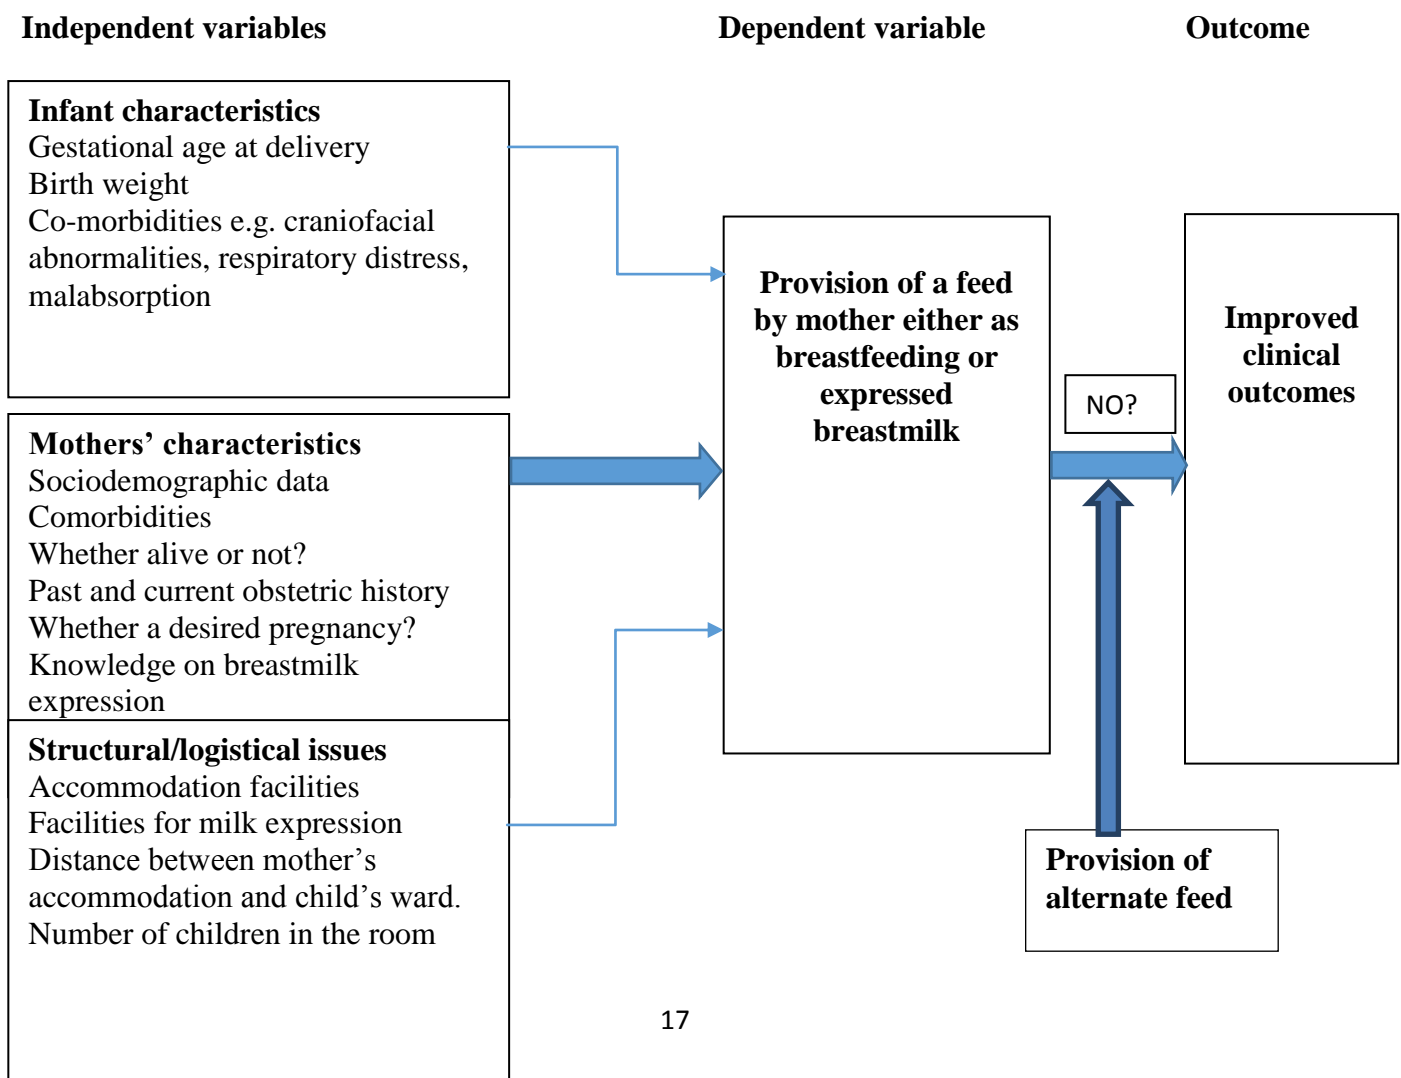 Independent variables
Dependent variable
Outcome
Infant characteristics
Gestational age at delivery
Birth weight
Co-morbidities e.g. craniofacial
abnormalities, respiratory distress,
malabsorption
Mothers’ characteristics
Sociodemographic data
Comorbidities
Whether alive or not?
Past and current obstetric history
Whether a desired pregnancy?
Knowledge on breastmilk
expression
Structural/logistical issues
Accommodation facilities
Facilities for milk expression
Distance between mother’s
accommodation and child’s ward.
Number of children in the room
Provision of a feed
by mother either as
breastfeeding or
expressed
breastmilk
NO?
Improved
clinical
outcomes
Provision of
alternate feed
17